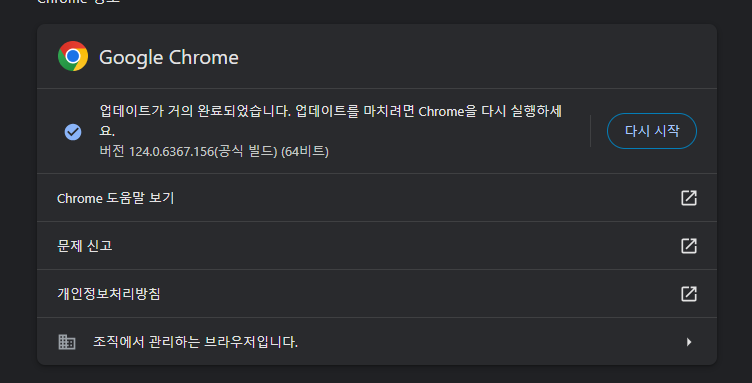 Chrome 정보
Google Chrome
업데이트가 거의 완료되었습니다. 업데이트를 마치려면 Chrome을 다시 실행하세
요.
버전 124.0.6367.156(공식 빌드) (64비트)
다시 시작
Chrome 도움말 보기
문제 신고
개인정보처리방침
조직에서 관리하는 브라우저입니다.